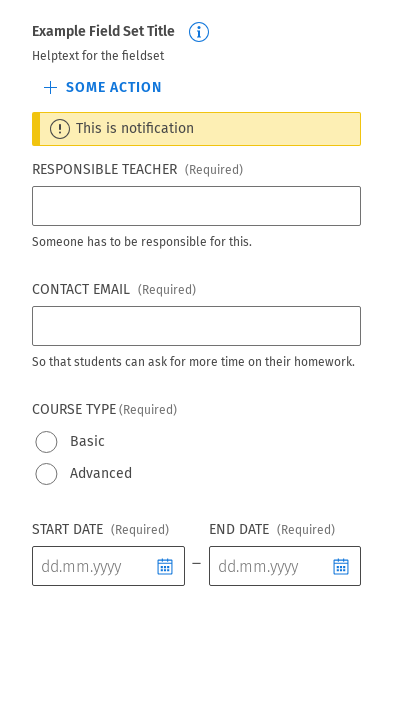 Example Field Set Title
Helptext for the fieldset
SOME ACTION
This is notification
RESPONSIBLE TEACHER (Required)
Someone has to be responsible for this.
CONTACT EMAIL (Required)
So that students can ask for more time on their homework.
COURSE TYPE (Required)
Basic
Advanced
START DATE (Required) END DATE (Required)
dd.mm.yyyy – dd.mm.yyyy